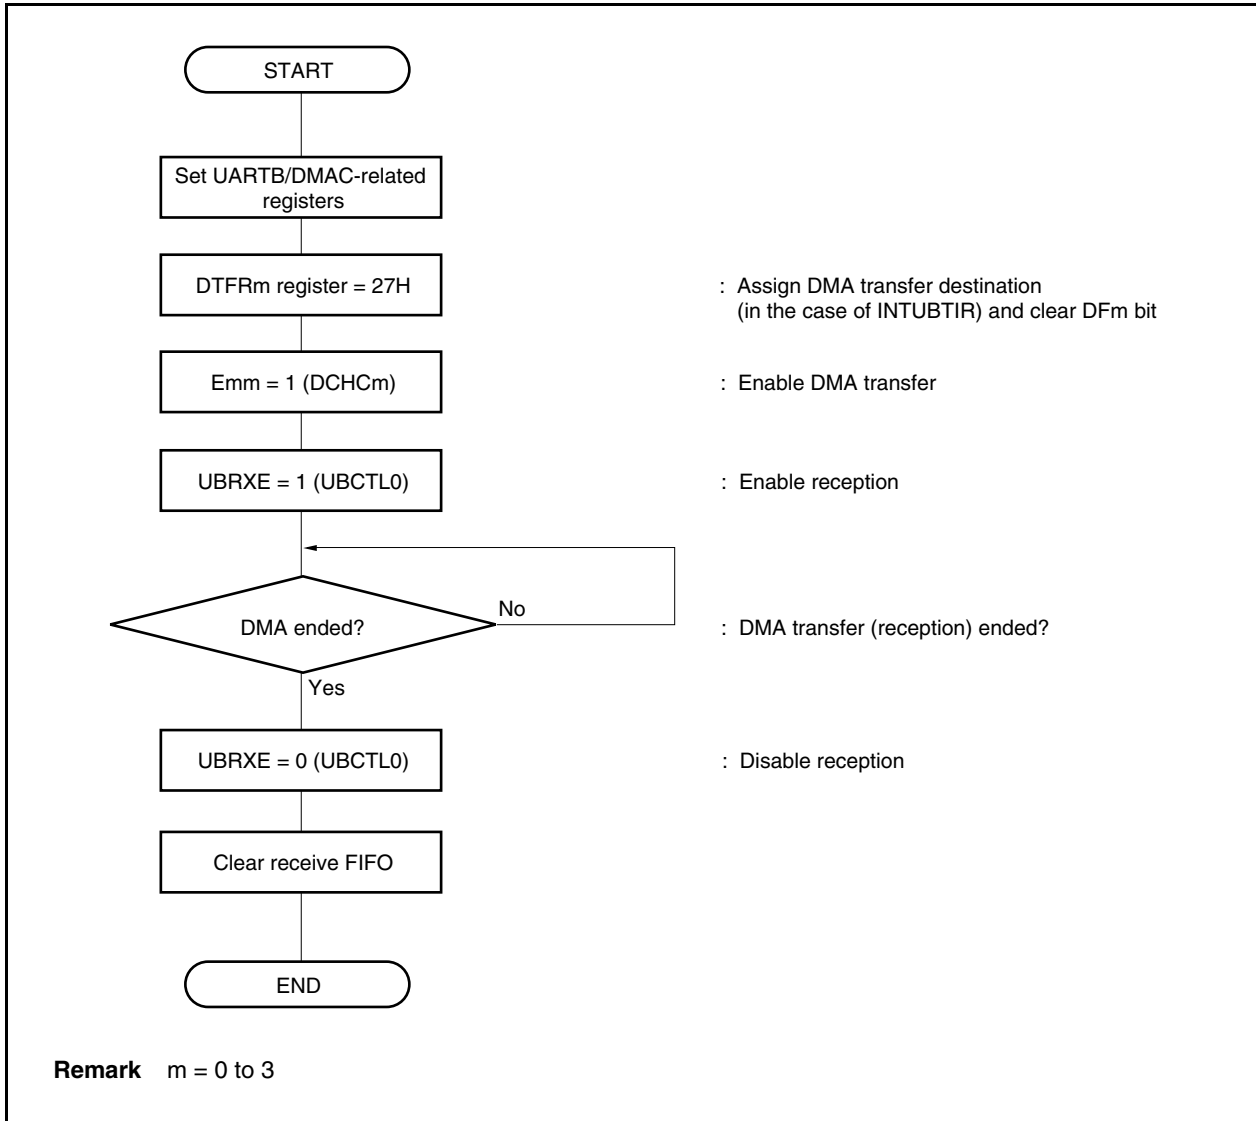 START
Set UARTB/DMAC-related
registers
DTFRm register = 27H
: Assign DMA transfer destination
(in the case of INTUBTIR) and clear DFm bit
Emm = 1 (DCHCm)
: Enable DMA transfer
UBRXE = 1 (UBCTL0)
: Enable reception
No
DMA ended?
: DMA transfer (reception) ended?
Yes
UBRXE = 0 (UBCTL0)
: Disable reception
Clear receive FIFO
END
Remark m = 0 to 3